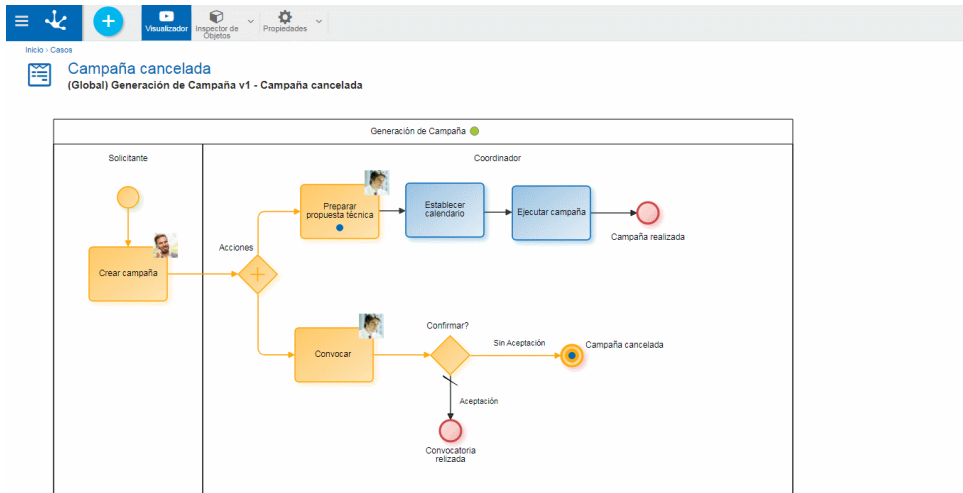 Visualizador
Inspector de
Objetos
Propiedades
Inicio › Casos
Campaña cancelada
(Global) Generación de Campaña v1 - Campaña cancelada
Generación de Campaña
Solicitante
Coordinador
Preparar
propuesta técnica
Establecer
calendario
Ejecutar campaña
Campaña realizada
Acciones
Crear campaña
Convocar
Confirmar?
Sin Aceptación
Campaña cancelada
Aceptación
Convocatoria
relizada